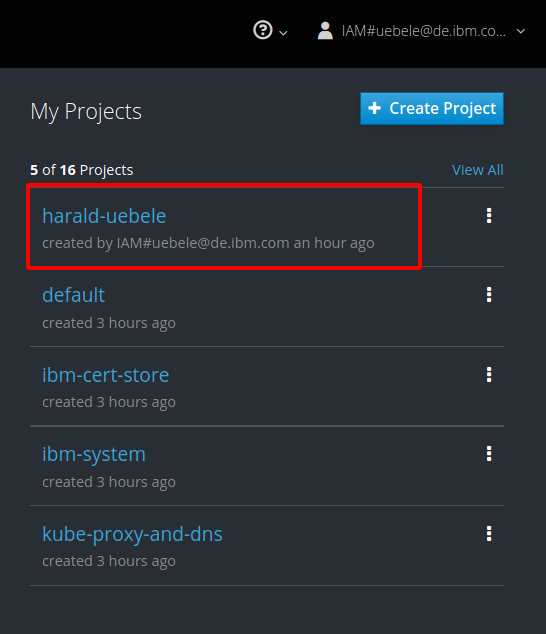 IAM#uebele@de.ibm.co...
My Projects
+ Create Project
5 of 16 Projects
View All
harald-uebele
created by IAM#uebele@de.ibm.com an hour ago
default
created 3 hours ago
ibm-cert-store
created 3 hours ago
ibm-system
created 3 hours ago
kube-proxy-and-dns
created 3 hours ago